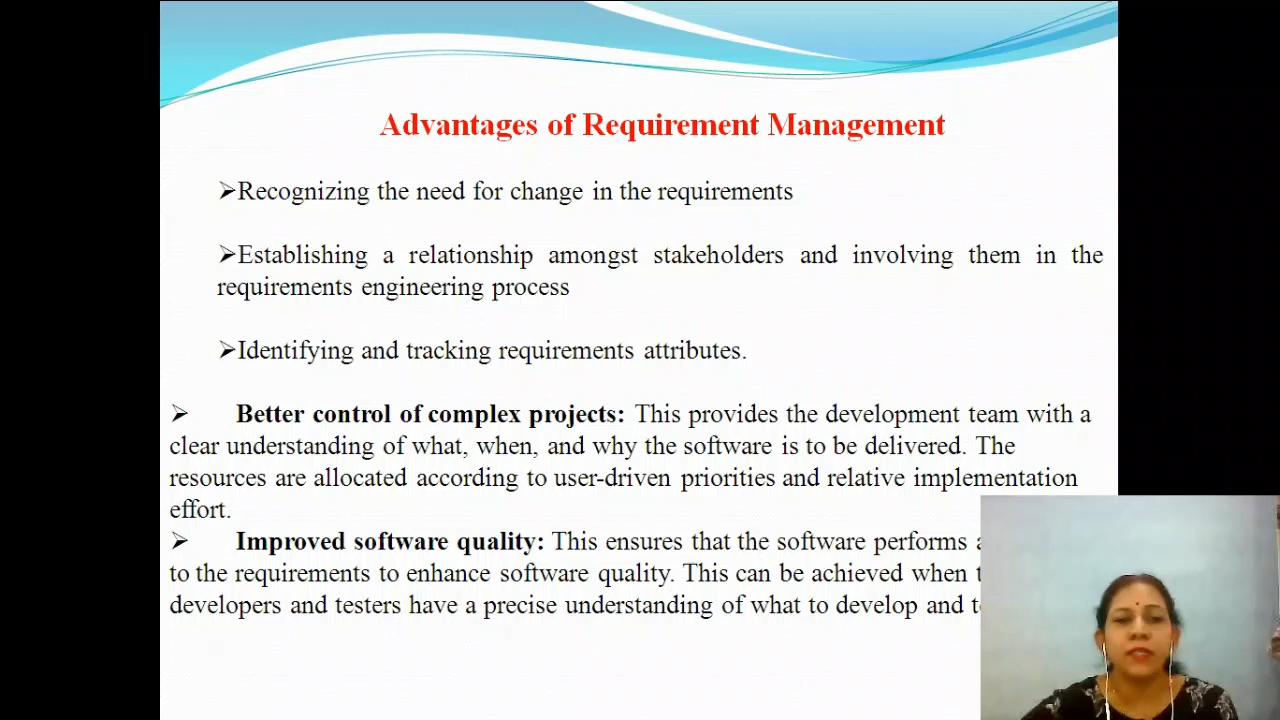 Advantages of Requirement Management
➢Recognizing the need for change in the requirements
➢Establishing a relationship amongst stakeholders and involving them in the
requirements engineering process
➢Identifying and tracking requirements attributes.
➢ Better control of complex projects: This provides the development team with a
clear understanding of what, when, and why the software is to be delivered. The
resources are allocated according to user-driven priorities and relative implementation
effort.
➢ Improved software quality: This ensures that the software performs
to the requirements to enhance software quality. This can be achieved when
developers and testers have a precise understanding of what to develop and